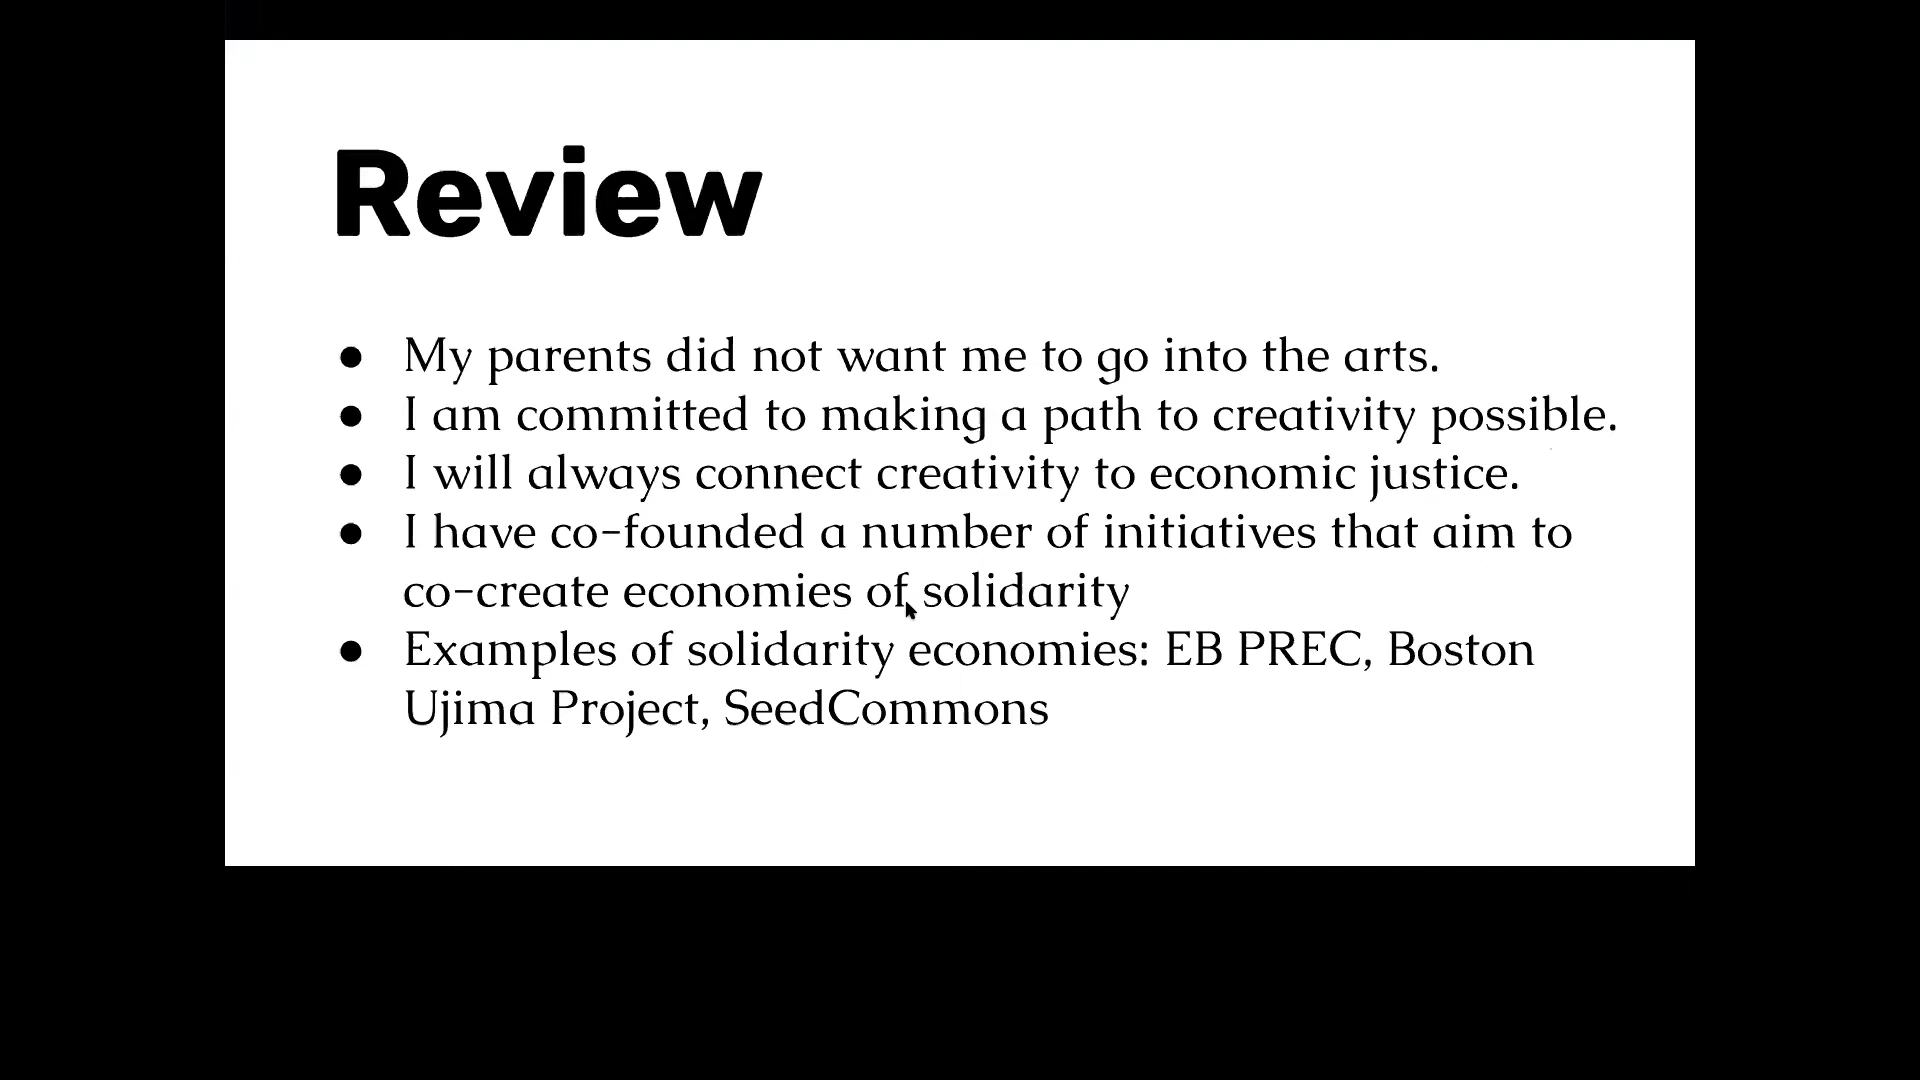 Review
● My parents did not want me to go into the arts.
● I am committed to making a path to creativity possible.
● I will always connect creativity to economic justice.
● I have co-founded a number of initiatives that aim to
co-create economies of solidarity
● Examples of solidarity economies: EB PREC, Boston
Ujima Project, SeedCommons